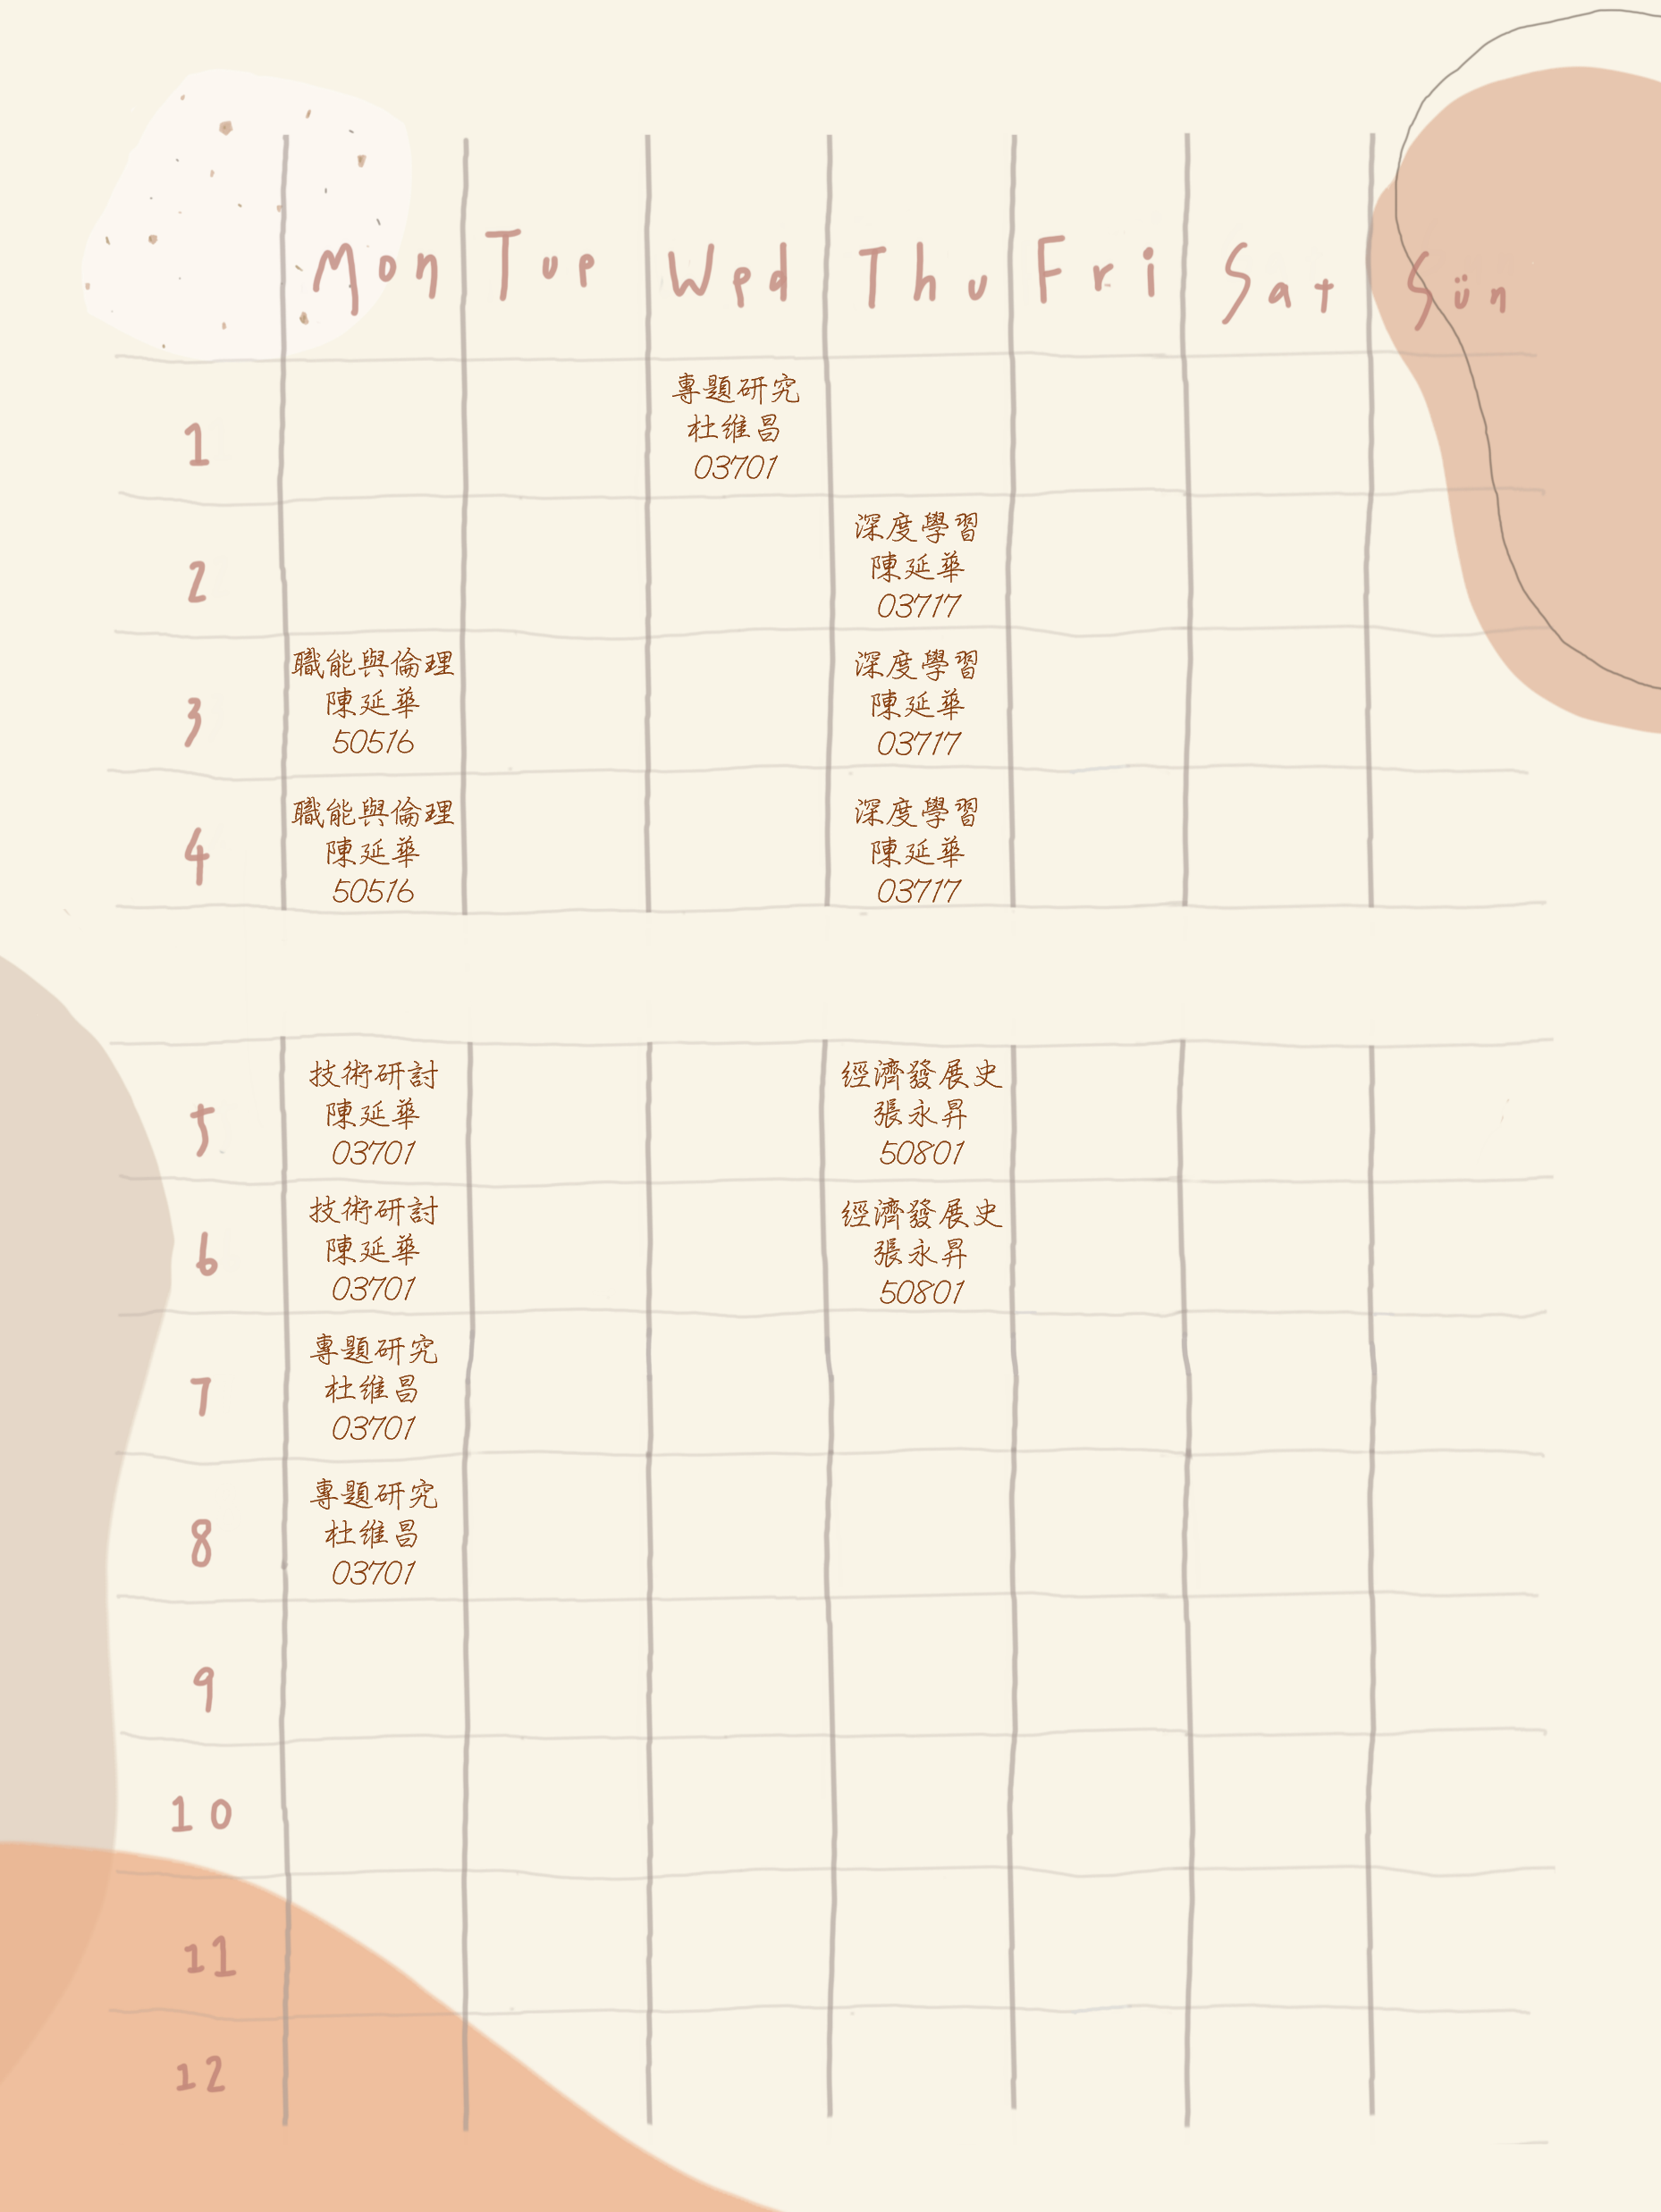 Mon Tue Wed Thu Fri Sat Sün
1
專題研究
杜維昌
03701
2
深度學習
陳延華
03717
3
職能與倫理
陳延華
50516
深度學習
陳延華
03717
4
職能與倫理
陳延華
50516
深度學習
陳延華
03717
5
技術研討
陳延華
03701
經濟發展史
張永昇
50801
6
技術研討
陳延華
03701
經濟發展史
張永昇
50801
7
專題研究
杜維昌
03701
8
專題研究
杜維昌
03701
9
10
11
12